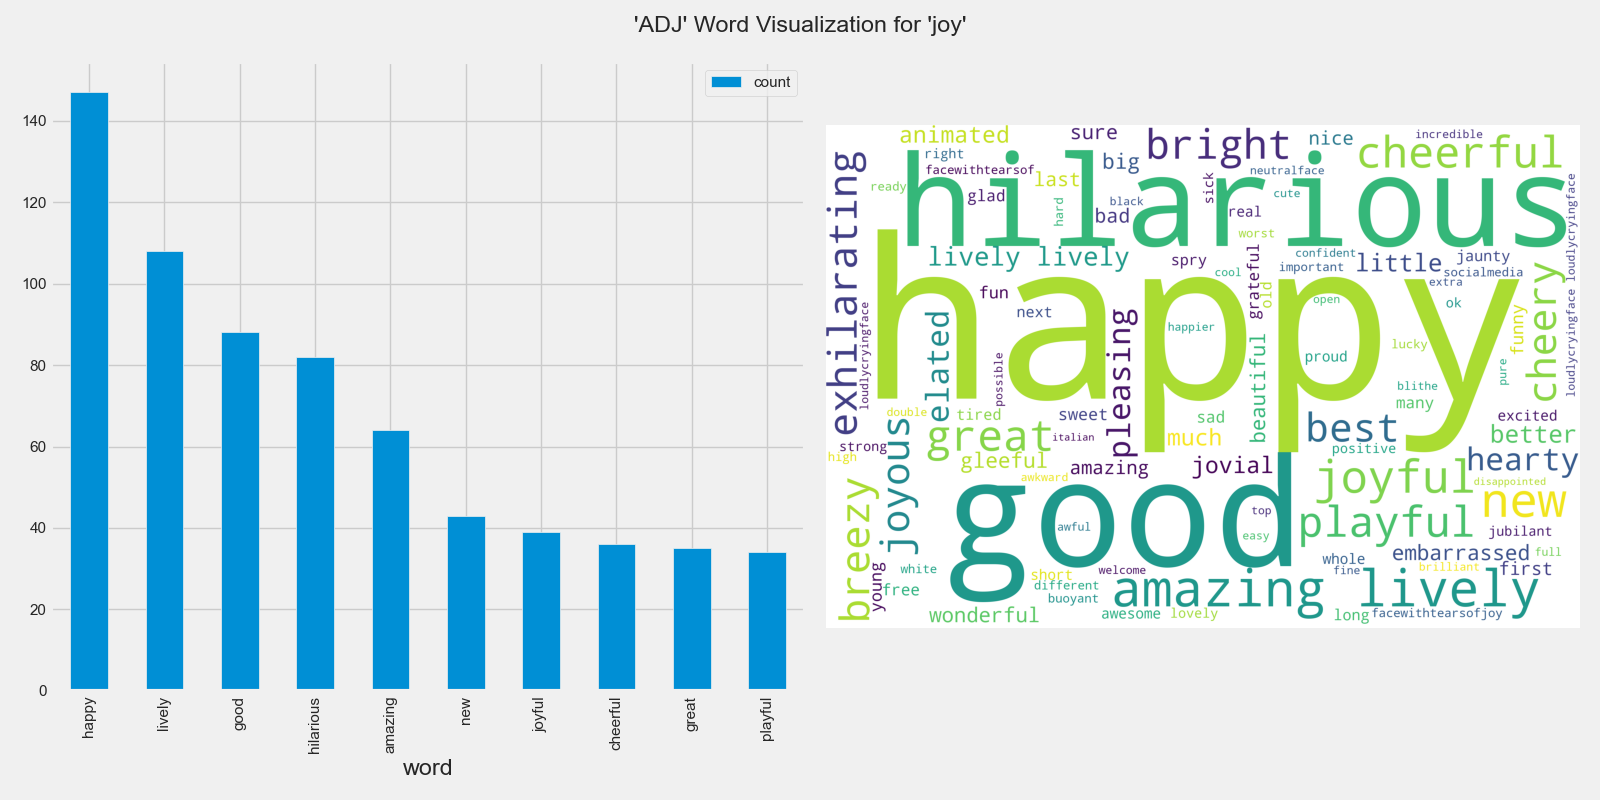 'ADJ' Word Visualization for 'joy'
count
140
120
100
80
60
40
20
0
happy
lively
good
hilarious
amazing
new
joyful
cheerful
great
playful
word
animated
sure
bright
nice
incredible
cheerful
right
big
facewithtearsof
last
neutralface
ready
glad
hard
black
bad
sick
real
cute
hilarious
exhilarating
worst
lively lively
spry
cool
grateful
old
confident
important
little
jaunty
socialmedia
extra
loudlycryingface
loudlycryingface loudlycryingface
fun
next
happy
open
ok
funny
cheery
elated
possible
pleasing
happier
beautiful
proud
lucky
pure
blithe
many
double
tired
sweet
sad
best
excited
better
strong
high
joyous
great
italian
much
positive
gleeful
amazing
jovial
hearty
awkward
joyful
disappointed
new
breezy
good
top
awful
easy
playful
jubilant
young
white
free
short
different
buoyant
welcome
whole
fine
embarrassed
full
brilliant
first
amazing
lively
wonderful
awesome
lovely
long
facewithtearsofjoy